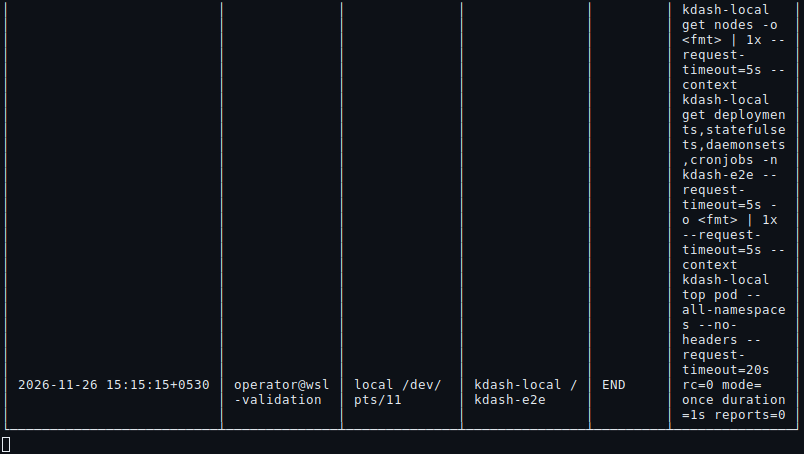 kdash-local
get nodes -o
<fmt> | 1x --
request-
timeout=5s --
context
kdash-local
get deploymen
ts,statefulse
ts,daemonsets
,cronjobs -n
kdash-e2e --
request-
timeout=5s -
o <fmt> | 1x
--request-
timeout=5s --
context
kdash-local
top pod --
all-namespace
s --no-
headers --
request-
timeout=20s
2026-11-26 15:15:15+0530 operator@wsl local /dev/ kdash-local / END rc=0 mode=
-validation pts/11 kdash-e2e once duration
=1s reports=0